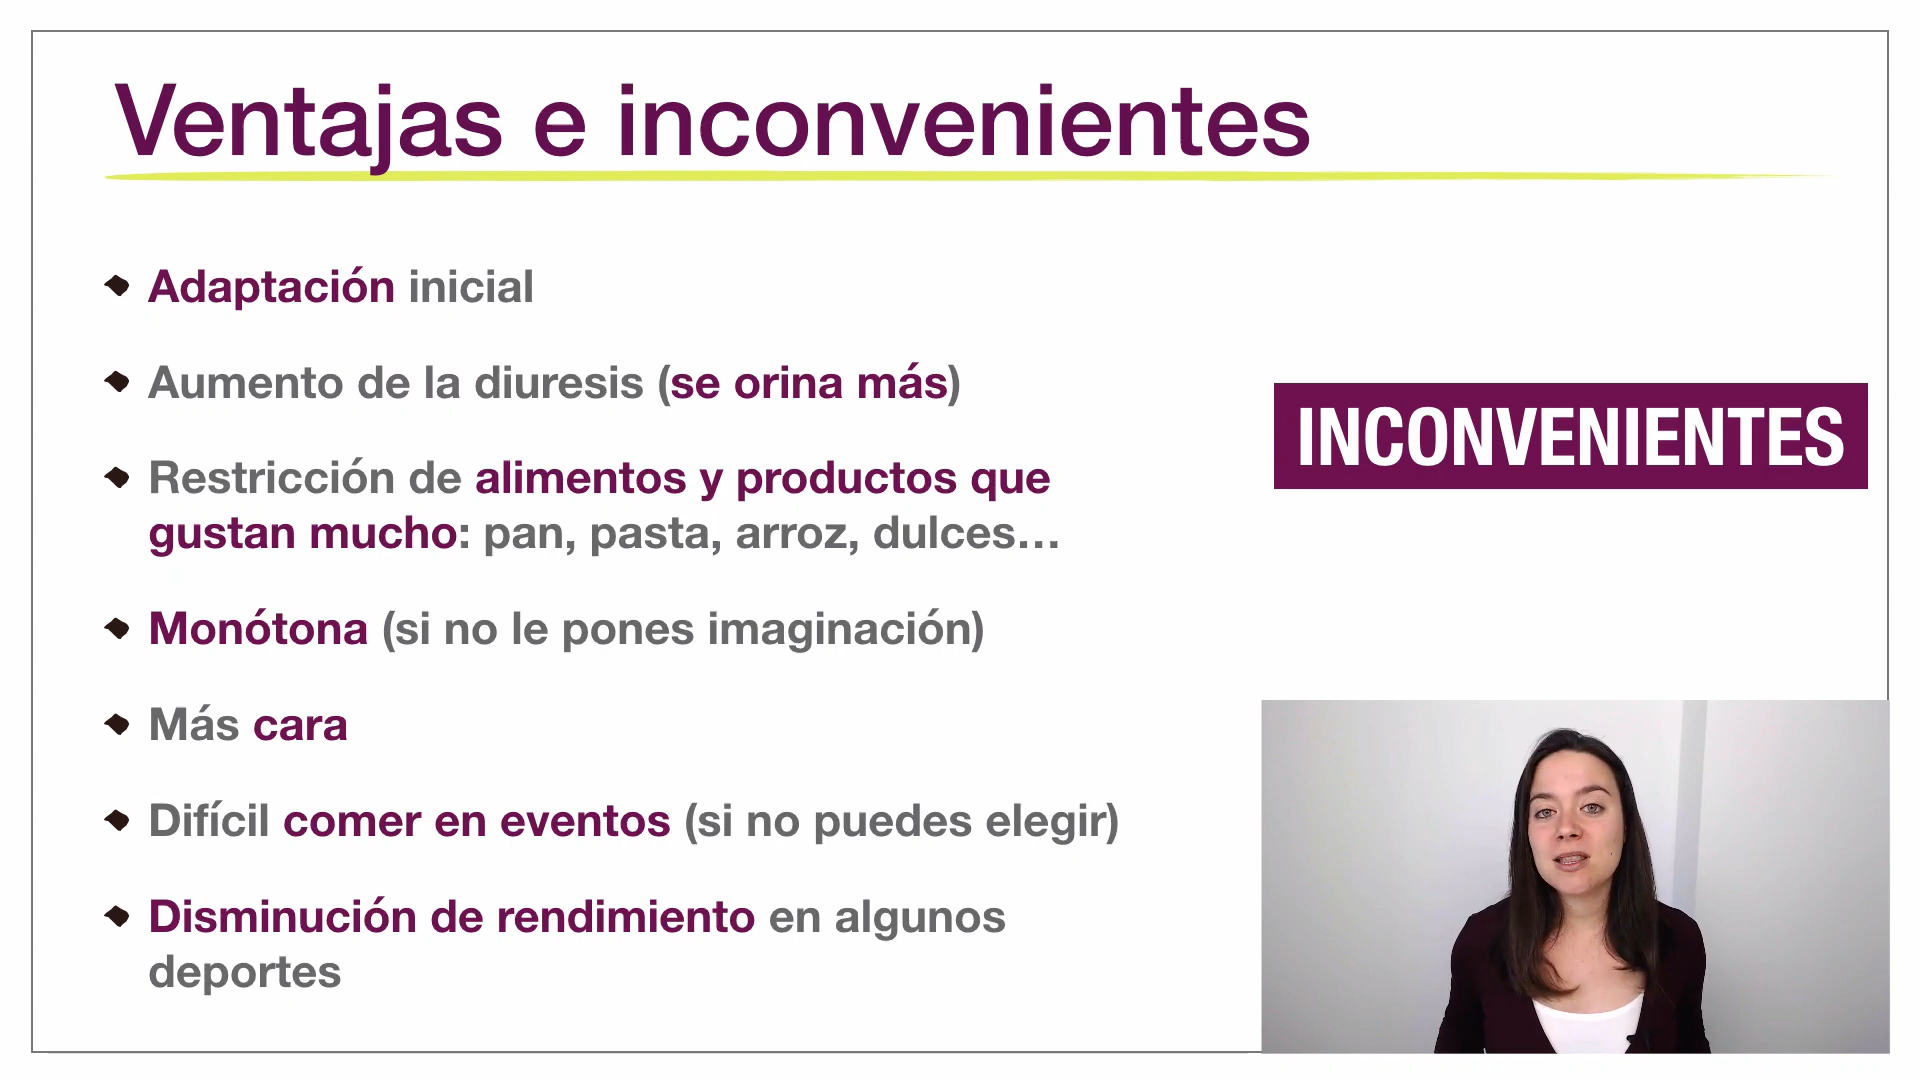 Ventajas e inconvenientes
Adaptación inicial
Aumento de la diuresis (se orina más)
Restricción de alimentos y productos que
gustan mucho: pan, pasta, arroz, dulces…
Monótona (si no le pones imaginación)
Más cara
Difícil comer en eventos (si no puedes elegir)
Disminución de rendimiento en algunos
deportes
INCONVENIENTES